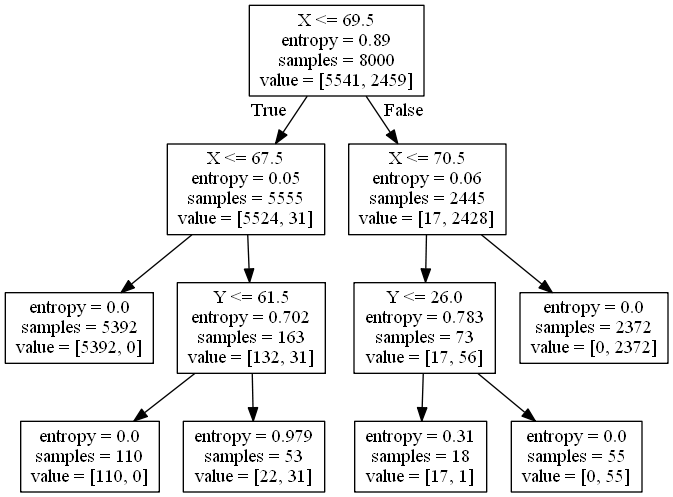 X <= 69.5
entropy = 0.89
samples = 8000
value = [5541, 2459]
True
False
X <= 67.5
entropy = 0.05
samples = 5555
value = [5524, 31]
X <= 70.5
entropy = 0.06
samples = 2445
value = [17, 2428]
entropy = 0.0
samples = 5392
value = [5392, 0]
Y <= 61.5
entropy = 0.702
samples = 163
value = [132, 31]
Y <= 26.0
entropy = 0.783
samples = 73
value = [17, 56]
entropy = 0.0
samples = 2372
value = [0, 2372]
entropy = 0.0
samples = 110
value = [110, 0]
entropy = 0.979
samples = 53
value = [22, 31]
entropy = 0.31
samples = 18
value = [17, 1]
entropy = 0.0
samples = 55
value = [0, 55]